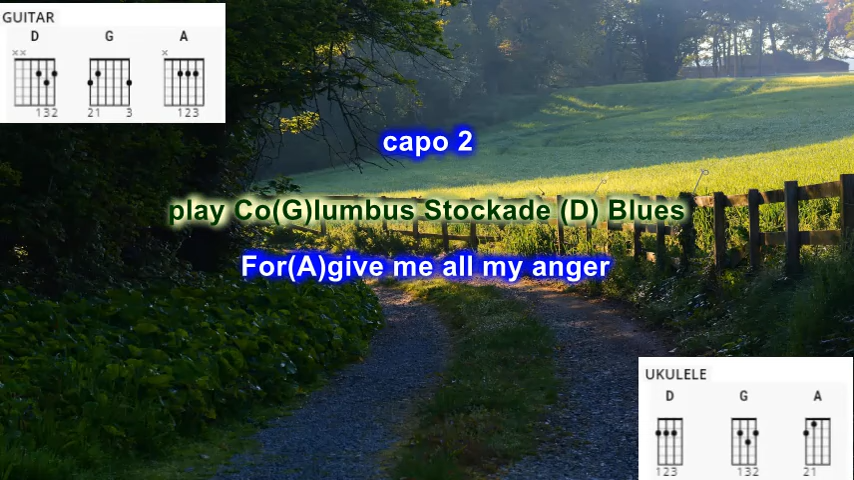 GUITAR
D G A
xx x
132 21 3 123
capo 2
play Co(G)lumbus Stockade (D) Blues
For(A)give me all my anger
UKULELE
D G A
123 132 21